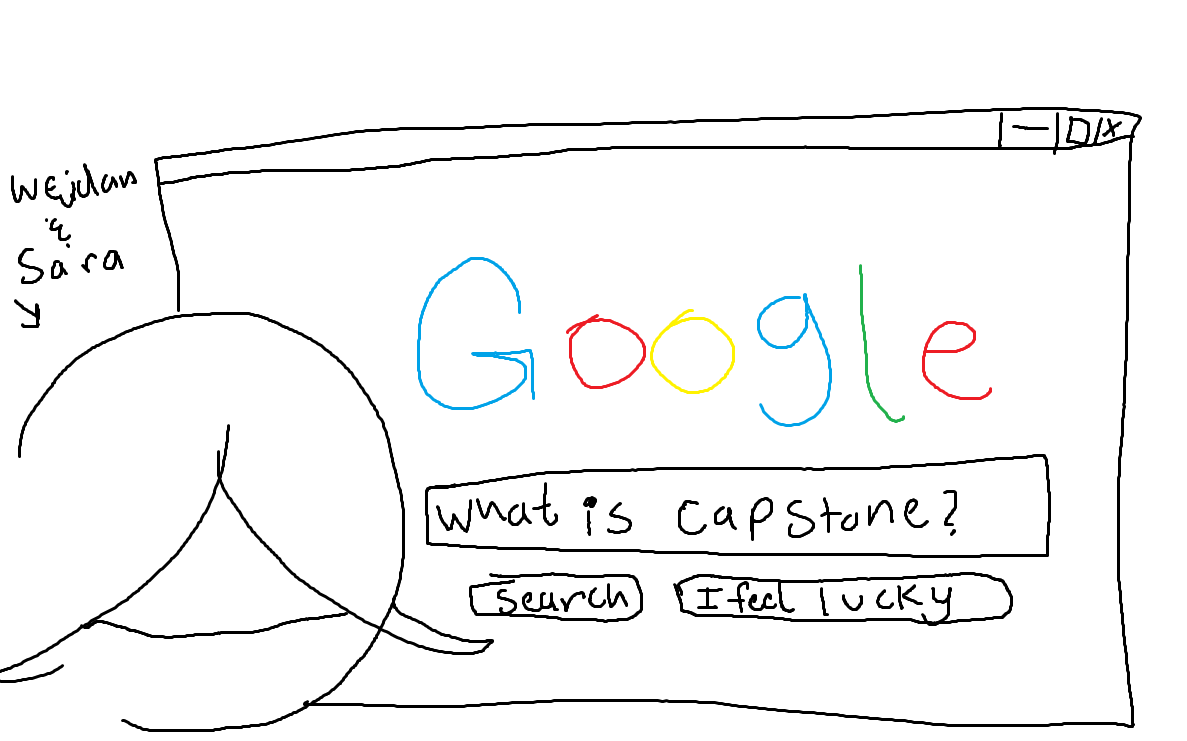 Wejdan
&
Sara
Google
What is capstone?
Search
I feel lucky